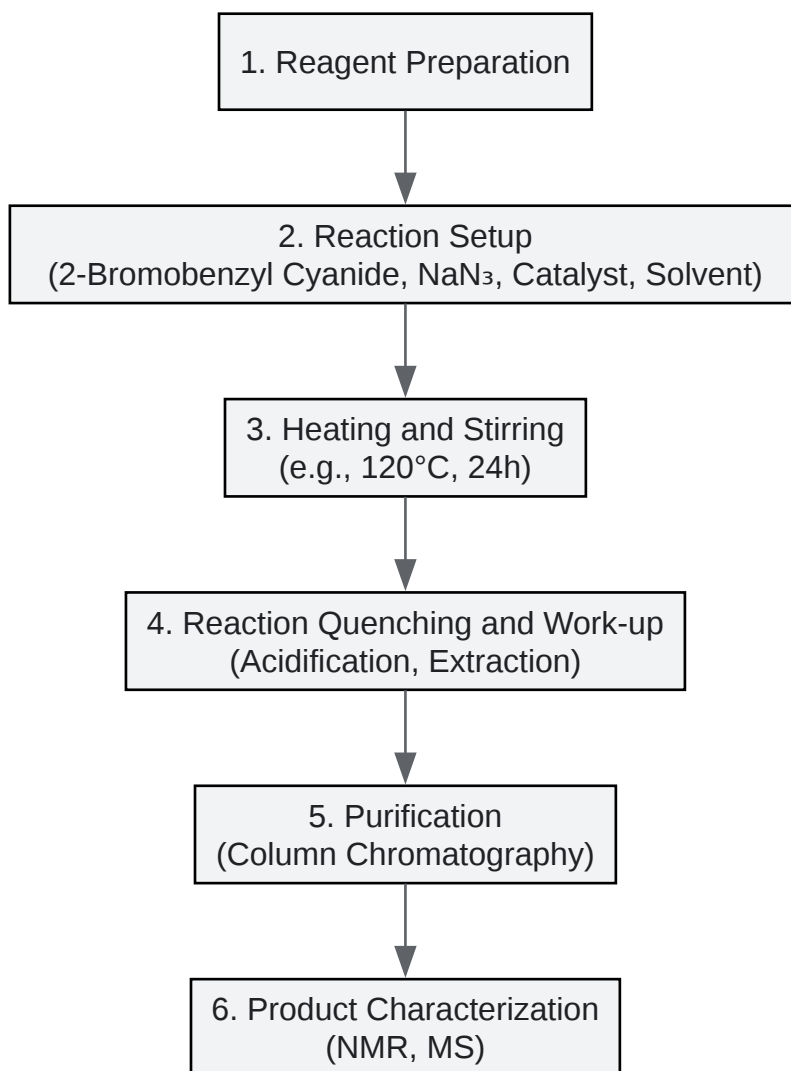 1. Reagent Preparation
2. Reaction Setup
(2-Bromobenzyl Cyanide, NaN₃, Catalyst, Solvent)
3. Heating and Stirring
(e.g., 120°C, 24h)
4. Reaction Quenching and Work-up
(Acidification, Extraction)
5. Purification
(Column Chromatography)
6. Product Characterization
(NMR, MS)